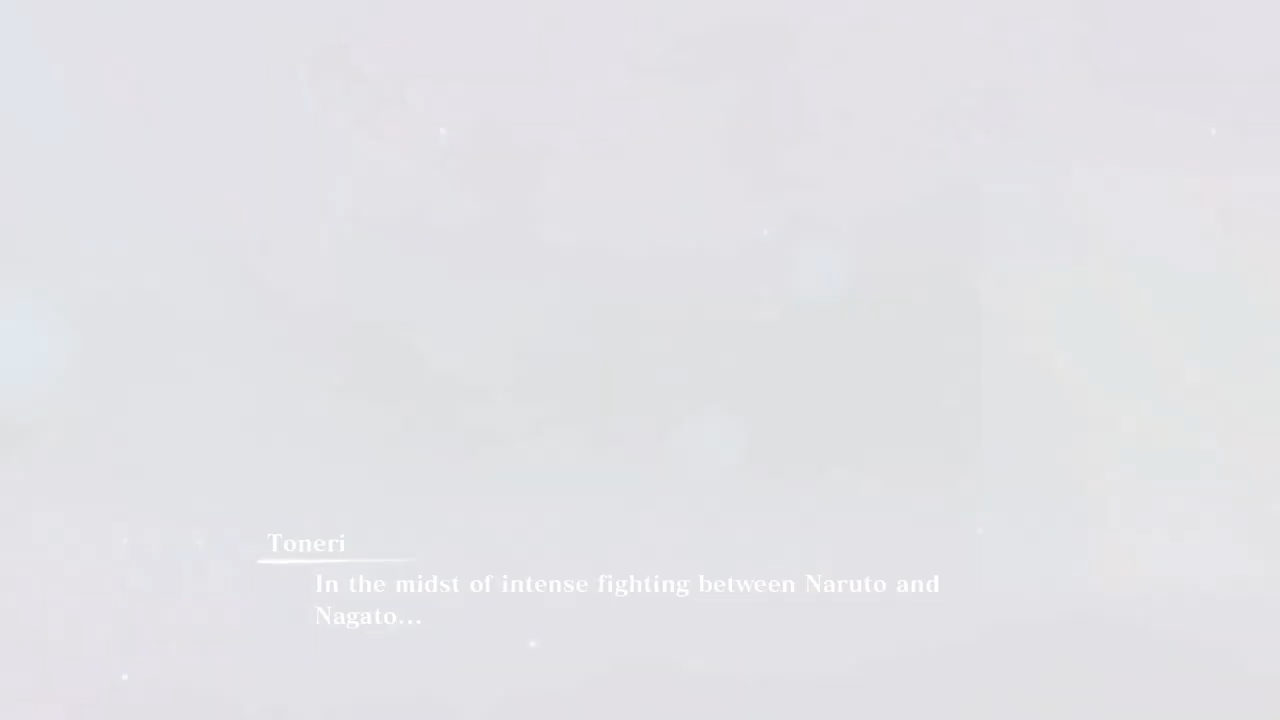 Toneri
In the midst of intense fighting between Naruto and
Nagato...